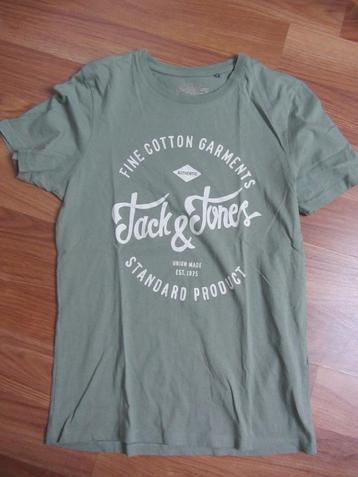 FINE COTTON GARMENTS
AUTHENTIC
Jack & Jones
UNION MADE
EST. 1975
STANDARD PRODUCT